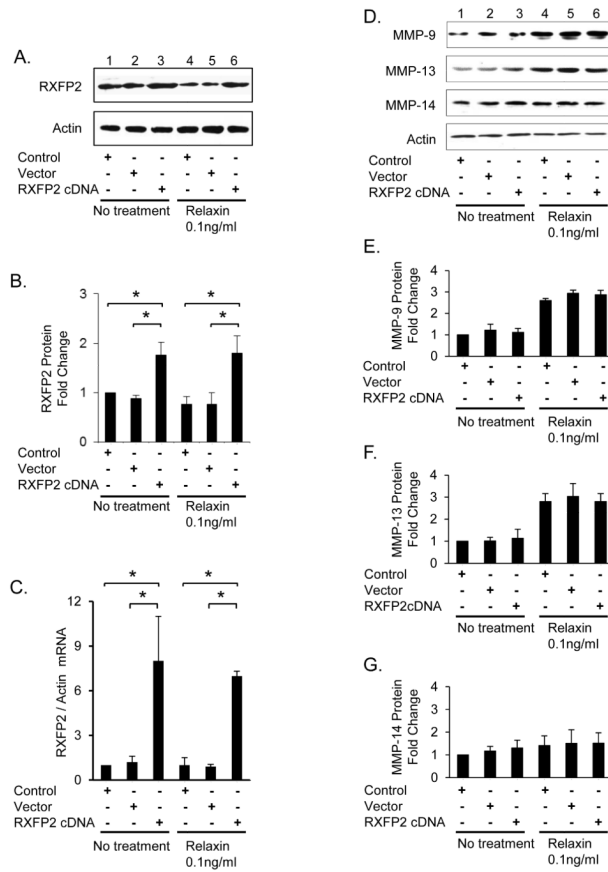 A.
1 2 3 4 5 6
RXFP2
Actin
Control + - - + - -
Vector - + - - + -
RXFP2 cDNA - - + - - +
No treatment Relaxin
0.1ng/ml
B.
RXFP2 Protein
Fold Change
3
2
1
0
* *
* *
Control + - - + - -
Vector - + - - + -
RXFP2 cDNA - - + - - +
No treatment Relaxin
0.1ng/ml
C.
RXFP2 / Actin mRNA
12
9
6
3
0
* *
* *
Control + - - + - -
Vector - + - - + -
RXFP2 cDNA - - + - - +
No treatment Relaxin
0.1ng/ml
D.
1 2 3 4 5 6
MMP-9
MMP-13
MMP-14
Actin
Control + - - + - -
Vector - + - - + -
RXFP2 cDNA - - + - - +
No treatment Relaxin
0.1ng/ml
E.
MMP-9 Protein
Fold Change
4
3
2
1
0
Control + - - + - -
Vector - + - - + -
RXFP2 cDNA - - + - - +
No treatment Relaxin
0.1ng/ml
F.
MMP-13 Protein
Fold Change
4
3
2
1
0
Control + - - + - -
Vector - + - - + -
RXFP2cDNA - - + - - +
No treatment Relaxin
0.1ng/ml
G.
MMP-14 Protein
Fold Change
4
3
2
1
0
Control + - - + - -
Vector - + - - + -
RXFP2 cDNA - - + - - +
No treatment Relaxin
0.1ng/ml